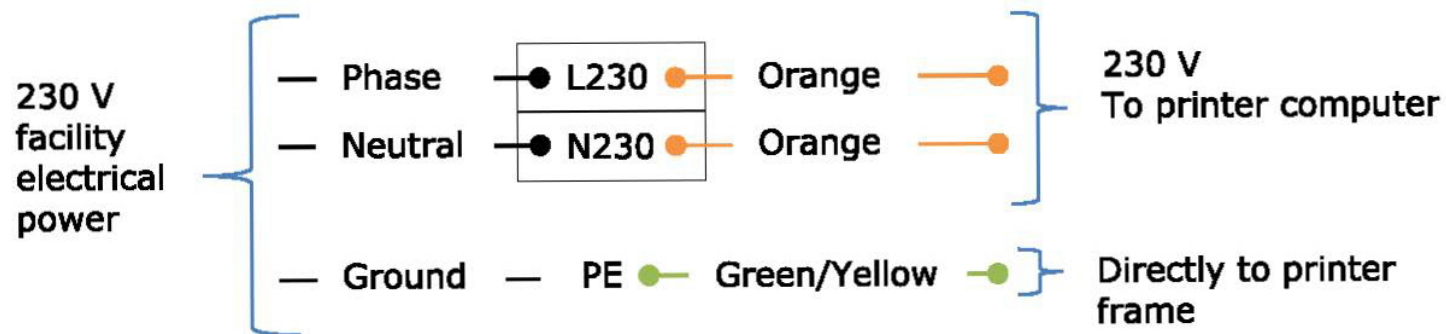 230 V
facility
electrical
power
Phase L230 Orange
Neutral N230 Orange
Ground PE Green/Yellow
230 V
To printer computer
Directly to printer
frame